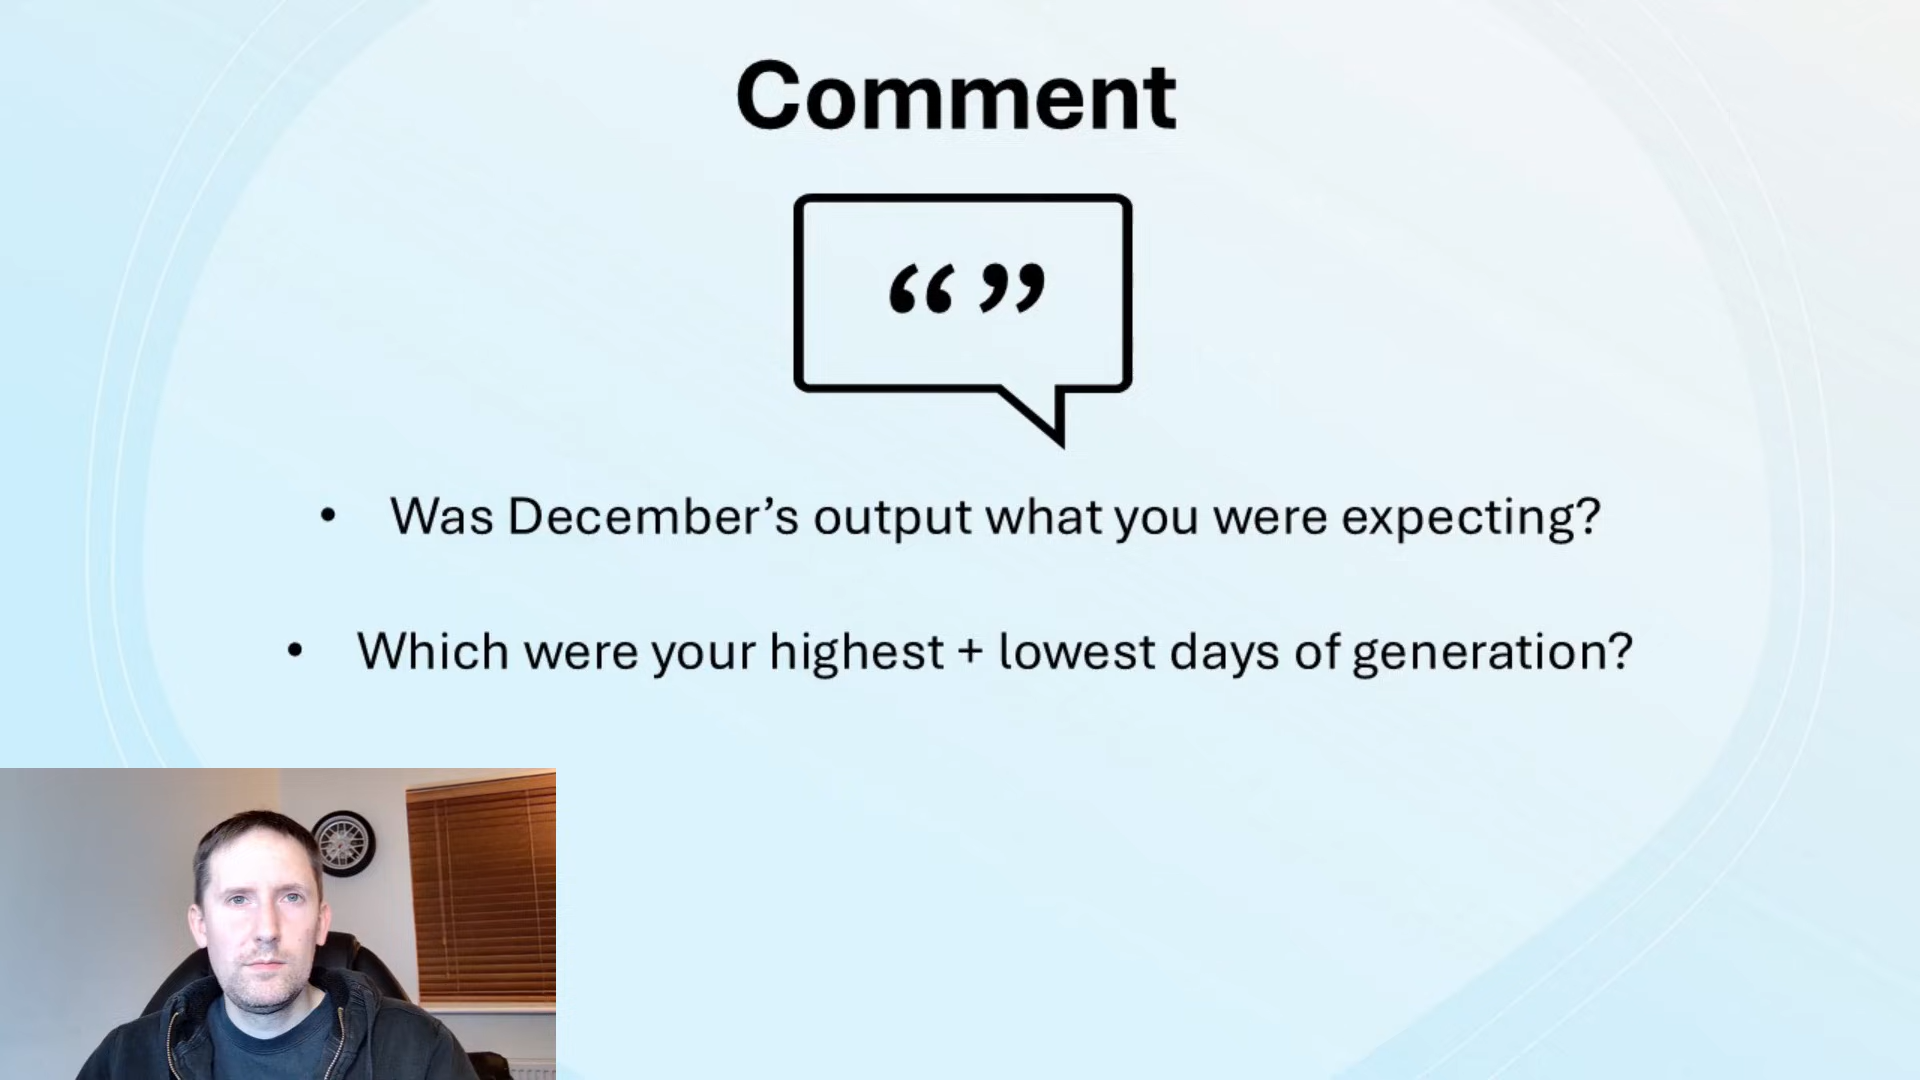 Comment
“ ”
• Was December’s output what you were expecting?
• Which were your highest + lowest days of generation?